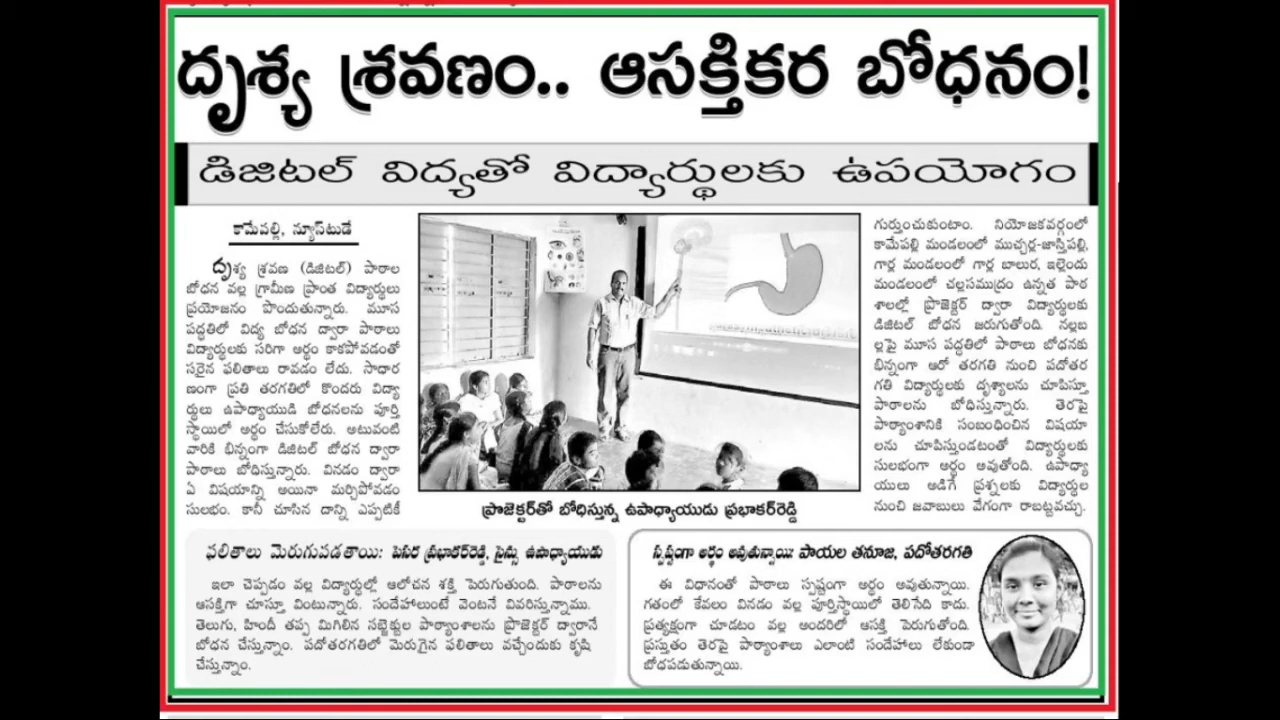 దృశ్య శ్రవణం.. ఆసక్తికర బోధనం!
డిజిటల్ విద్యతో విద్యార్థులకు ఉపయోగం
కామేపల్లి, న్యూస్‌టుడే
దృశ్య శ్రవణ (డిజిటల్) పాఠాల
బోధన వల్ల గ్రామీణ ప్రాంత విద్యార్థులు
ప్రయోజనం పొందుతున్నారు. మూస
పద్ధతిలో విద్య బోధన ద్వారా పాఠాలు
విద్యార్థులకు సరిగా అర్థం కాకపోవడంతో
సరైన ఫలితాలు రావడం లేదు. సాధార
ణంగా ప్రతి తరగతిలో కొందరు విద్యా
ర్థులు ఉపాధ్యాయుడి బోధనలను పూర్తి
స్థాయిలో అర్థం చేసుకోలేరు. అటువంటి
వారికి భిన్నంగా డిజిటల్ బోధన ద్వారా
పాఠాలు బోధిస్తున్నారు. వినడం ద్వారా
ఏ విషయాన్ని అయినా మర్చిపోవడం
సులభం. కానీ చూసిన దాన్ని ఎప్పటికీ
ప్రొజెక్టర్‌తో బోధిస్తున్న ఉపాధ్యాయుడు ప్రభాకర్‌రెడ్డి
గుర్తుంచుకుంటాం. నియోజకవర్గంలో
కామేపల్లి మండలంలో ముచ్చర్ల-జాస్తిపల్లి,
గార్ల మండలంలో గార్ల బాలుర, ఇల్లెందు
మండలంలో చల్లసముద్రం ఉన్నత పాఠ
శాలల్లో ప్రొజెక్టర్ ద్వారా విద్యార్థులకు
డిజిటల్ బోధన జరుగుతోంది. నల్లబ
ల్లపై మూస పద్ధతిలో పాఠాలు బోధనకు
భిన్నంగా ఆరో తరగతి నుంచి పదోతర
గతి విద్యార్థులకు దృశ్యాలను చూపిస్తూ
పాఠాలను బోధిస్తున్నారు. తెరపై
పాఠ్యాంశానికి సంబంధించిన విషయా
లను చూపిస్తుండటంతో విద్యార్థులకు
సులభంగా అర్థం అవుతోంది. ఉపాధ్యా
యులు అడిగే ప్రశ్నలకు విద్యార్థుల
నుంచి జవాబులు వేగంగా రాబట్టవచ్చు.
ఫలితాలు మెరుగుపడతాయి: పెసర ప్రభాకర్‌రెడ్డి, సైన్సు ఉపాధ్యాయుడు
ఇలా చెప్పడం వల్ల విద్యార్థుల్లో ఆలోచన శక్తి పెరుగుతుంది. పాఠాలను
ఆసక్తిగా చూస్తూ వింటున్నారు. సందేహాలుంటే వెంటనే వివరిస్తున్నాము.
తెలుగు, హిందీ తప్ప మిగిలిన సబ్జెక్టుల పాఠ్యాంశాలను ప్రొజెక్టర్ ద్వారానే
బోధన చేస్తున్నాం. పదోతరగతిలో మెరుగైన ఫలితాలు వచ్చేందుకు కృషి
చేస్తున్నాం.
స్పష్టంగా అర్థం అవుతున్నాయి: పాయల తనూజ, పదోతరగతి
ఈ విధానంతో పాఠాలు స్పష్టంగా అర్థం అవుతున్నాయి.
గతంలో కేవలం వినడం వల్ల పూర్తిస్థాయిలో తెలిసేది కాదు.
ప్రత్యక్షంగా చూడటం వల్ల అందరిలో ఆసక్తి పెరుగుతోంది.
ప్రస్తుతం తెరపై పాఠ్యాంశాలు ఎలాంటి సందేహాలు లేకుండా
బోధపడుతున్నాయి.